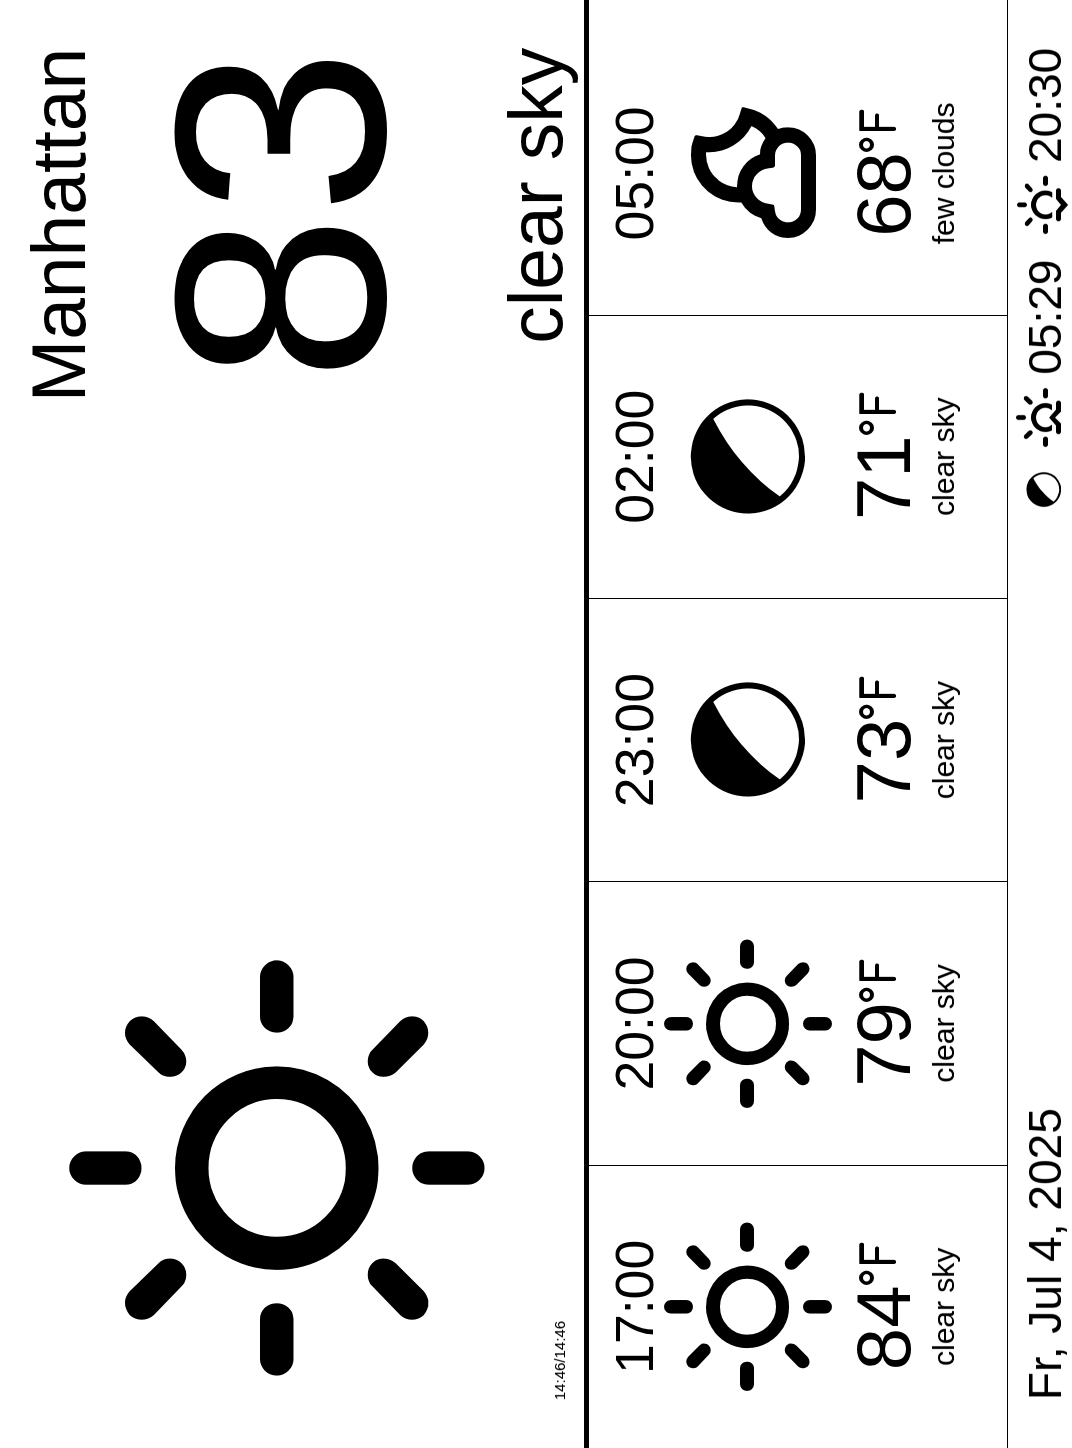 Manhattan
83
clear sky
14:46/14:46
17:00
84°F
clear sky
20:00
79°F
clear sky
23:00
73°F
clear sky
02:00
71°F
clear sky
05:00
68°F
few clouds
Fr, Jul 4, 2025
05:29
20:30